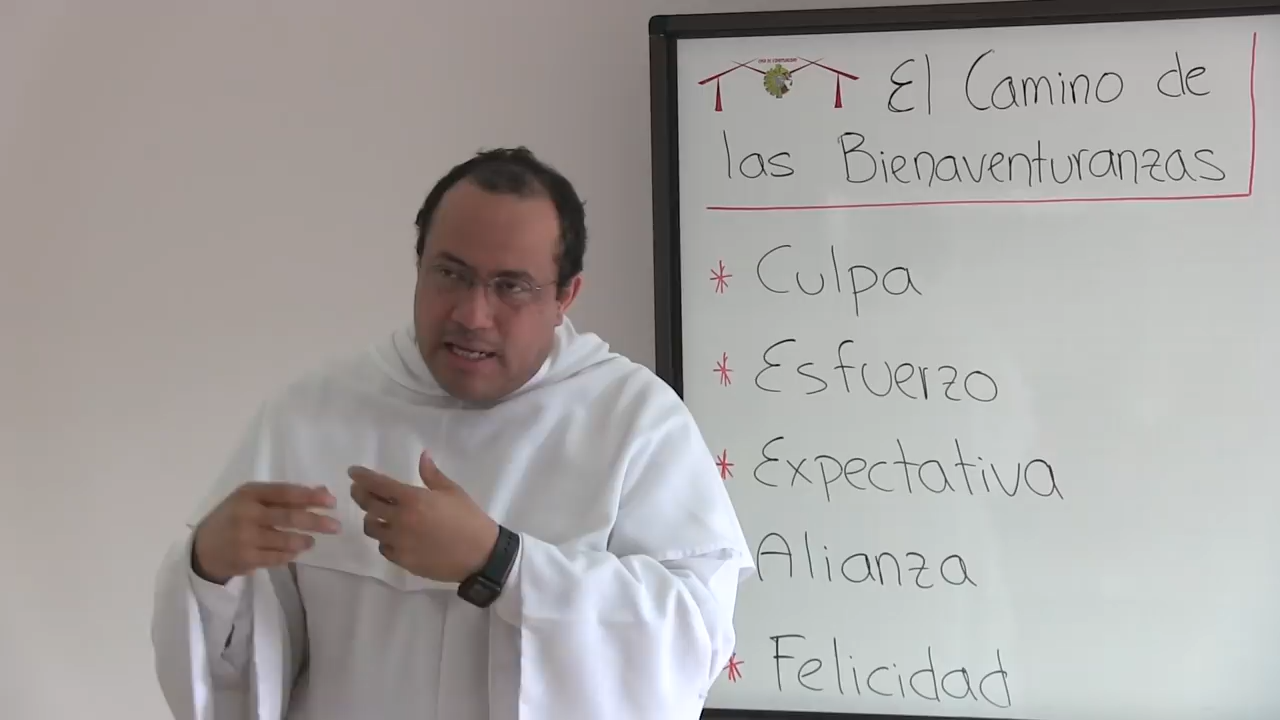 El Camino de
las Bienaventuranzas
* Culpa
* Esfuerzo
* Expectativa
Alianza
* Felicidad